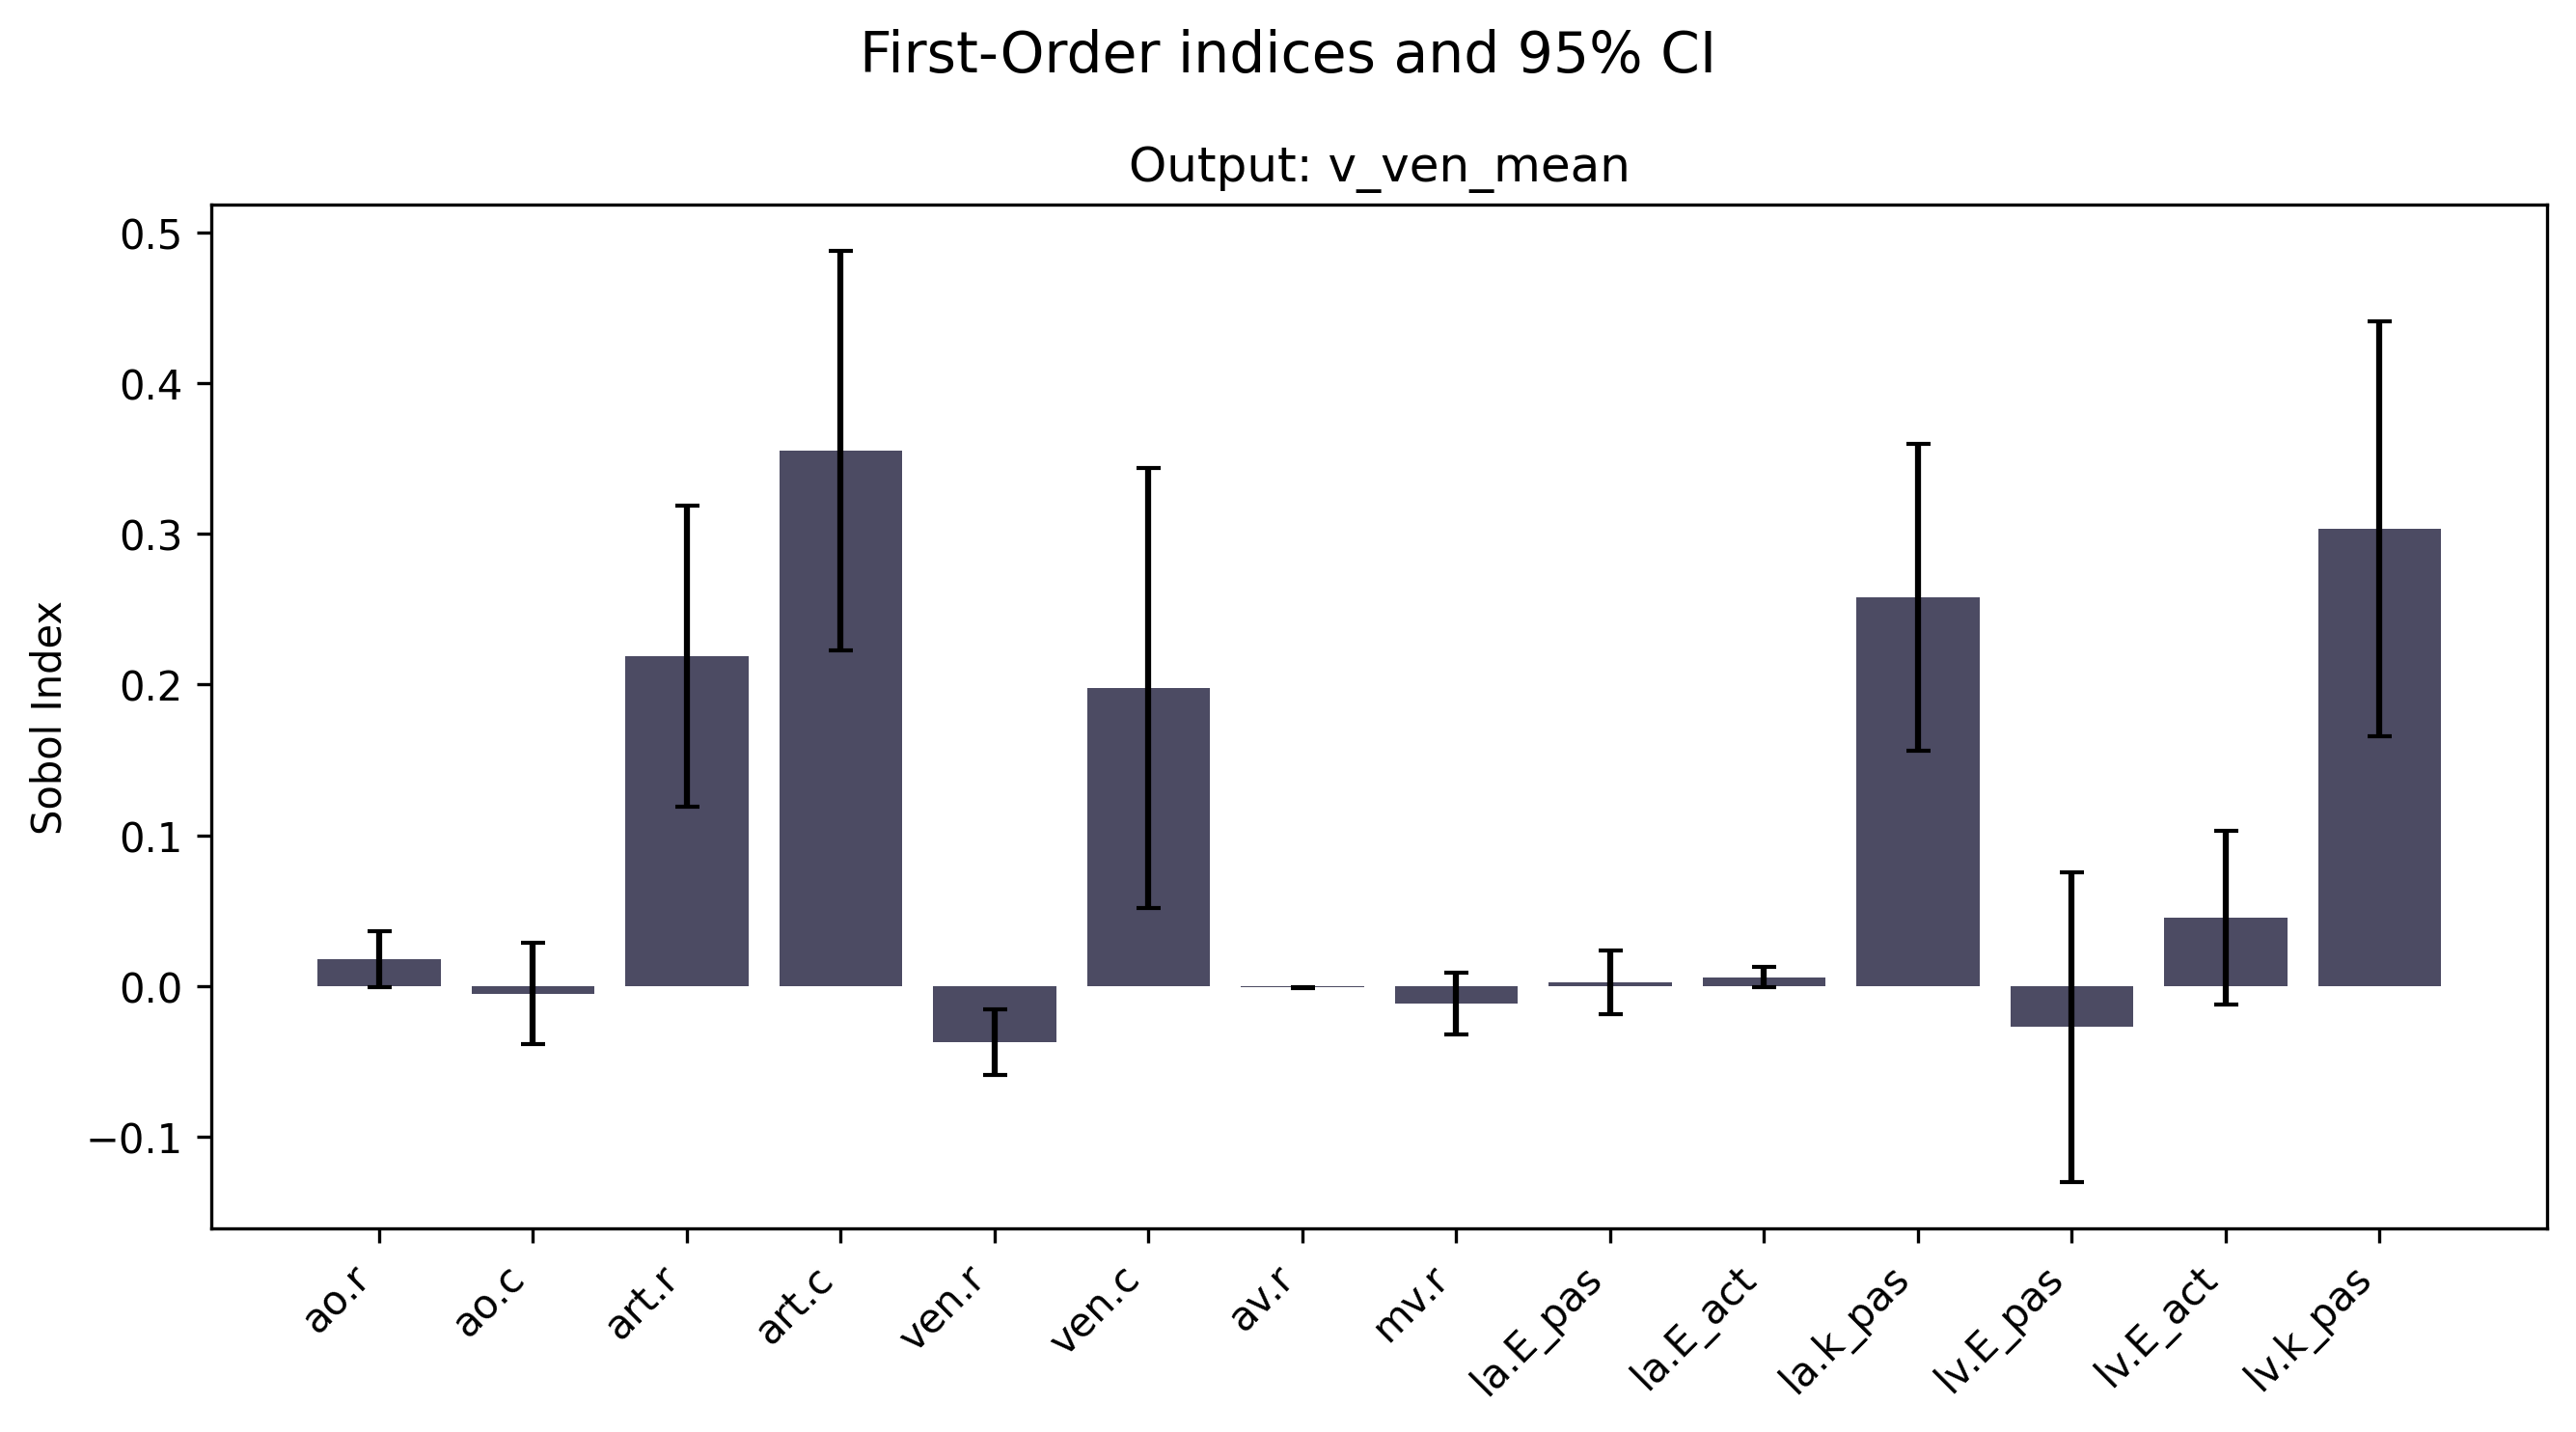 First-Order indices and 95% CI
Output: v_ven_mean
Sobol Index
0.5
0.4
0.3
0.2
0.1
0.0
−0.1
ao.r
ao.c
art.r
art.c
ven.r
ven.c
av.r
mv.r
la.E_pas
la.E_act
la.k_pas
lv.E_pas
lv.E_act
lv.k_pas